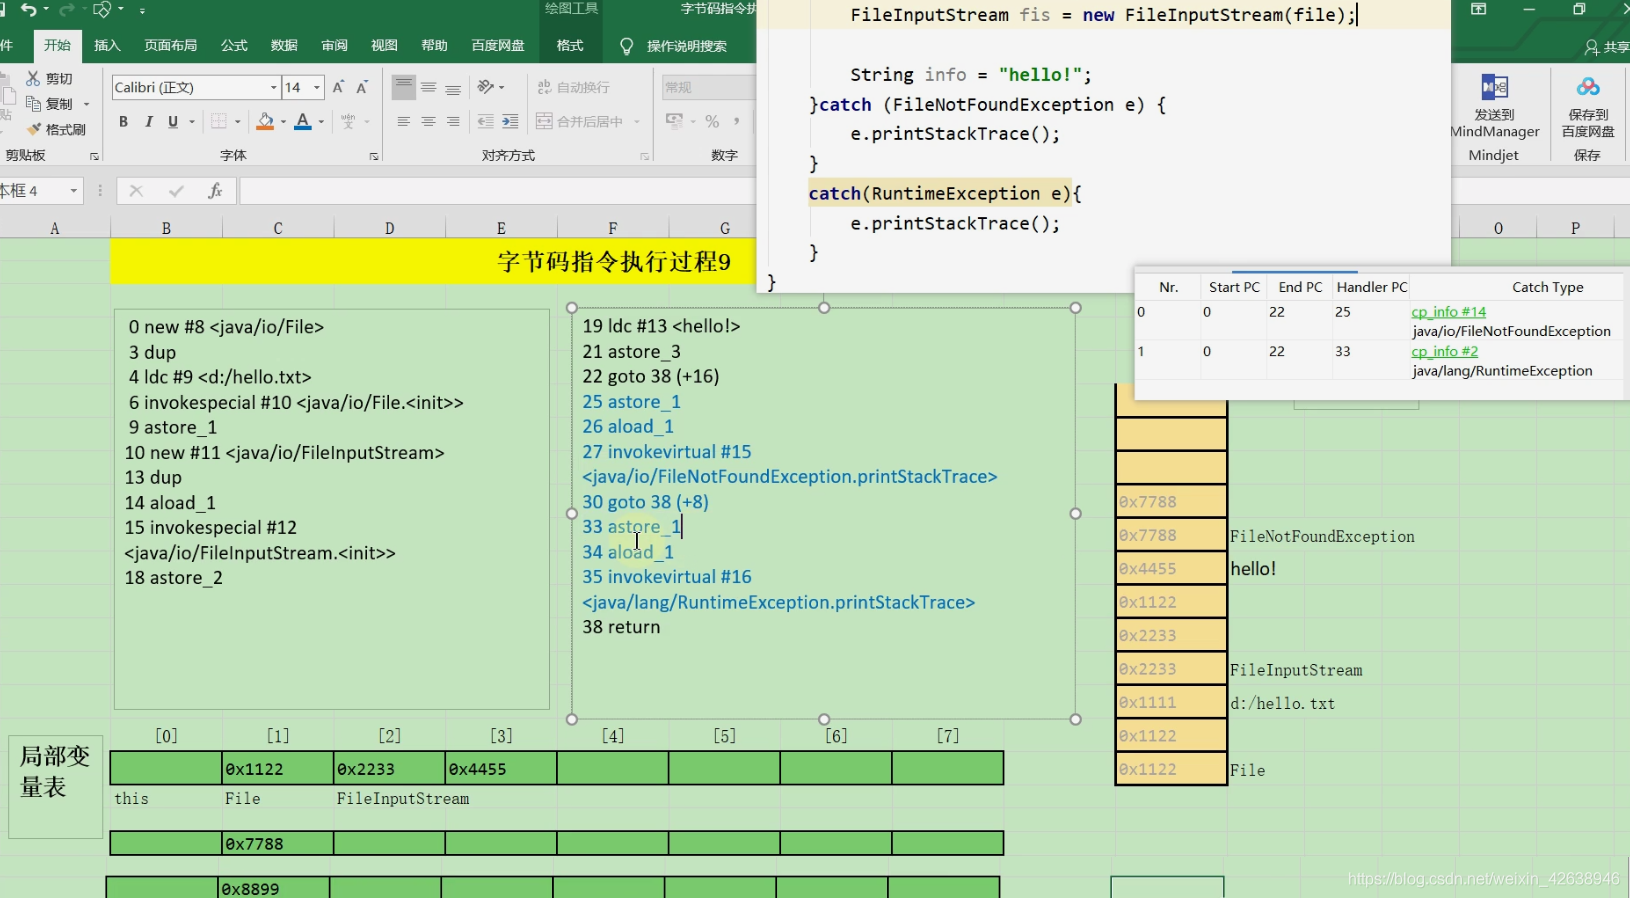 绘图工具
字节码指令执
件 开始 插入 页面布局 公式 数据 审阅 视图 帮助 百度网盘 格式 操作说明搜索
共享
剪切
复制
格式刷
剪贴板
Calibri (正文) 14
B I U
字体
自动换行
合并后居中
对齐方式
常规
数字
发送到
MindManager
Mindjet
保存到
百度网盘
保存
本框 4
fx
FileInputStream fis = new FileInputStream(file);
String info = "hello!";
}catch (FileNotFoundException e) {
e.printStackTrace();
}
catch(RuntimeException e){
e.printStackTrace();
}
}
A B C D E F G O P
字节码指令执行过程9
Nr. Start PC End PC Handler PC Catch Type
0 0 22 25 cp_info #14
java/io/FileNotFoundException
1 0 22 33 cp_info #2
java/lang/RuntimeException
0 new #8 <java/io/File>
3 dup
4 ldc #9 <d:/hello.txt>
6 invokespecial #10 <java/io/File.<init>>
9 astore_1
10 new #11 <java/io/FileInputStream>
13 dup
14 aload_1
15 invokespecial #12
<java/io/FileInputStream.<init>>
18 astore_2
19 ldc #13 <hello!>
21 astore_3
22 goto 38 (+16)
25 astore_1
26 aload_1
27 invokevirtual #15
<java/io/FileNotFoundException.printStackTrace>
30 goto 38 (+8)
33 astore_1
34 aload_1
35 invokevirtual #16
<java/lang/RuntimeException.printStackTrace>
38 return
0x7788
0x7788 FileNotFoundException
0x4455 hello!
0x1122
0x2233
0x2233 FileInputStream
0x1111 d:/hello.txt
0x1122
0x1122 File
[0] [1] [2] [3] [4] [5] [6] [7]
局部变
量表
0x1122 0x2233 0x4455
this File FileInputStream
0x7788
0x8899
https://blog.csdn.net/weixin_42638946